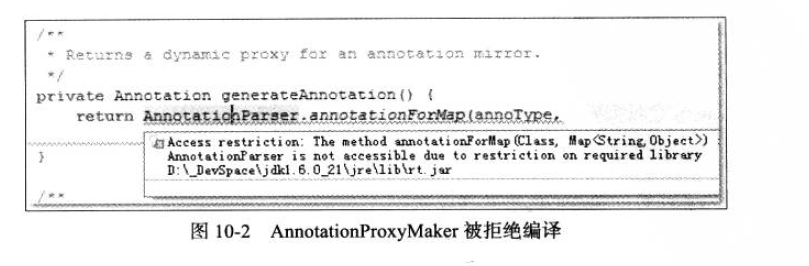 /**
 * Returns a dynamic proxy for an annotation mirror.
 */
private Annotation generateAnnotation() {
    return AnnotationParser.annotationForMap(annoType,
Access restriction: The method annotationForMap(Class, Map<String,Object>)
AnnotationParser is not accessible due to restriction on required library
D:\_DevSpace\jdk1.6.0_21\jre\lib\rt.jar
}
/**
图 10-2 AnnotationProxyMaker 被拒绝编译